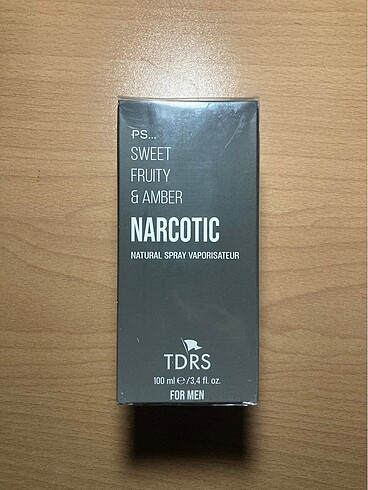 PS...
SWEET
FRUITY
& AMBER
NARCOTIC
NATURAL SPRAY VAPORISATEUR
TDRS
100 ml ℮/3,4 fl. oz.
FOR MEN